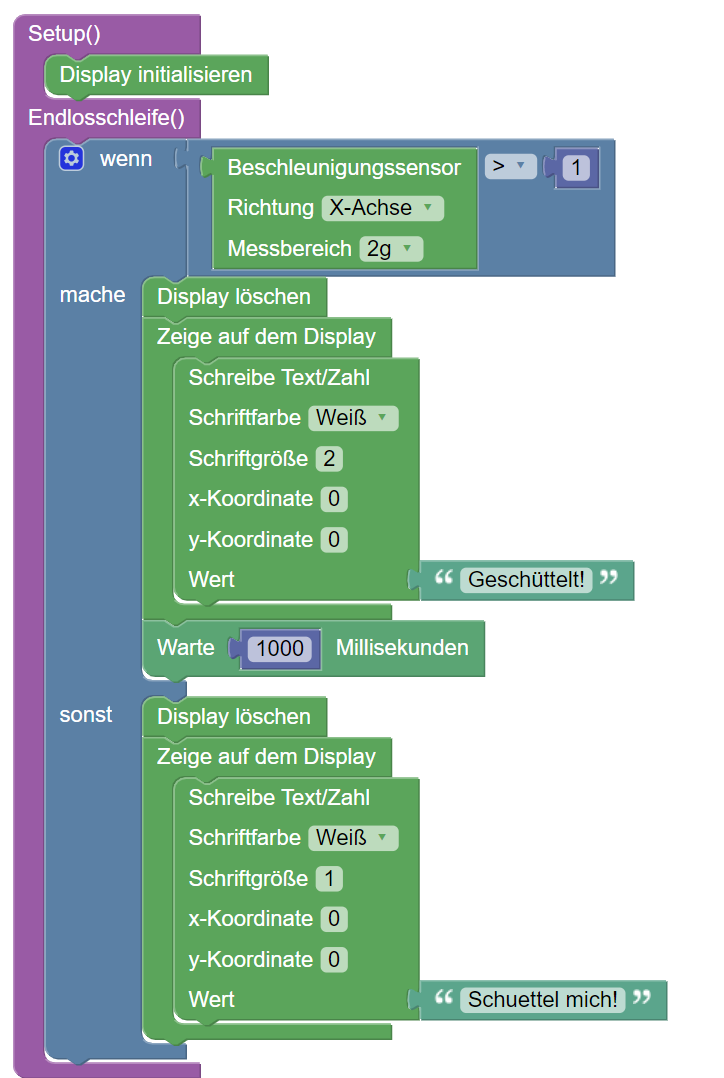 Setup()
Display initialisieren
Endlosschleife()
wenn
Beschleunigungssensor > 1
Richtung X-Achse
Messbereich 2g
mache
Display löschen
Zeige auf dem Display
Schreibe Text/Zahl
Schriftfarbe Weiß
Schriftgröße 2
x-Koordinate 0
y-Koordinate 0
Wert “ Geschüttelt! ”
Warte 1000 Millisekunden
sonst
Display löschen
Zeige auf dem Display
Schreibe Text/Zahl
Schriftfarbe Weiß
Schriftgröße 1
x-Koordinate 0
y-Koordinate 0
Wert “ Schuettel mich! ”